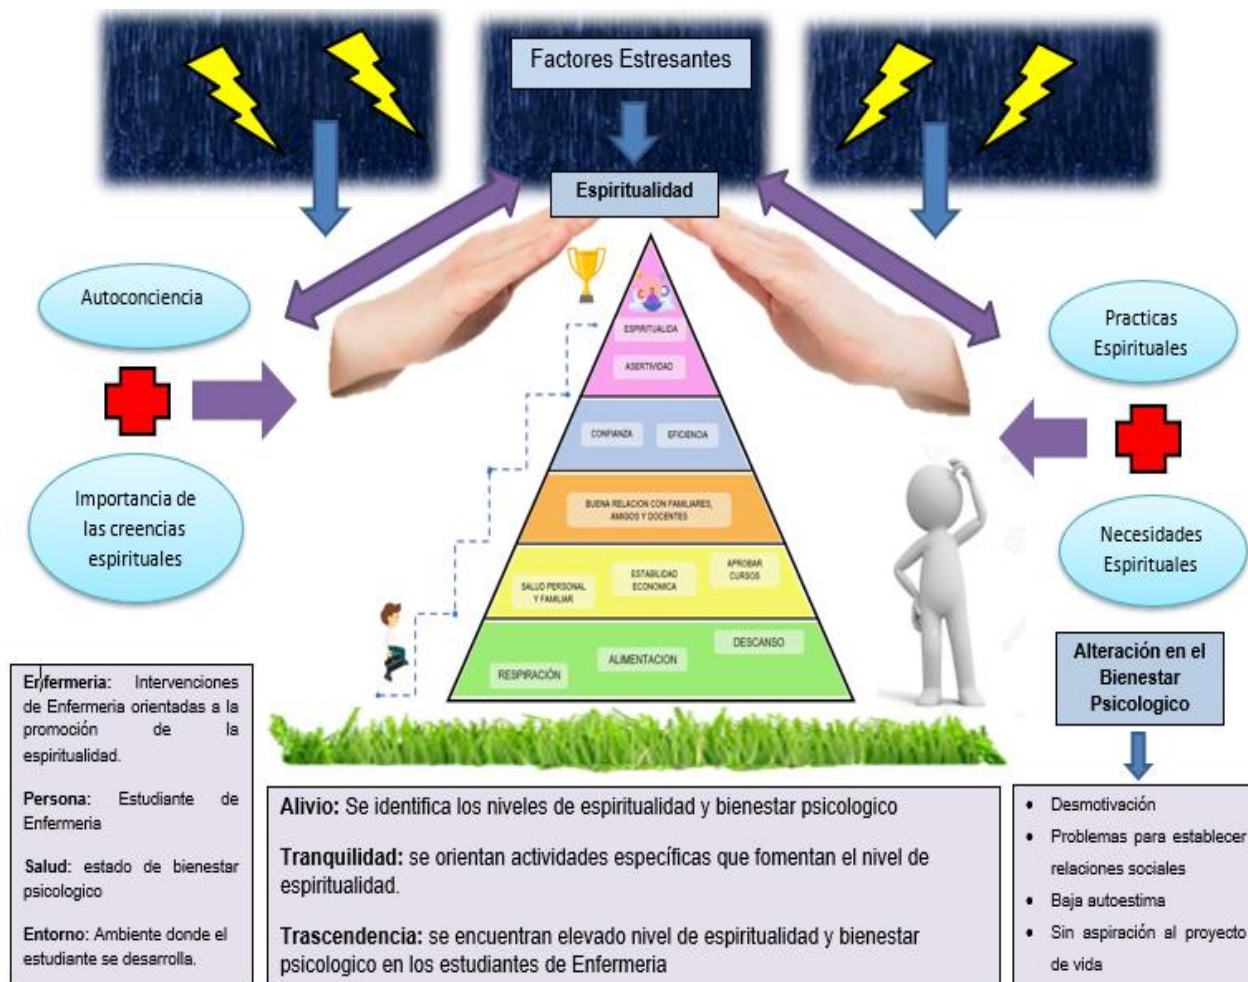 Factores Estresantes
Espiritualidad
Autoconciencia
Importancia de
las creencias
espirituales
Practicas
Espirituales
Necesidades
Espirituales
ESPIRITUALIDA
ASERTIVIDAD
CONFIANZA
EFICIENCIA
BUENA RELACION CON FAMILIARES,
AMIGOS Y DOCENTES
SALUD PERSONAL
Y FAMILIAR
ESTABILIDAD
ECONOMICA
APROBAR
CURSOS
RESPIRACIÓN
ALIMENTACION
DESCANSO
Enfermeria: Intervenciones
de Enfermeria orientadas a la
promoción de la
espiritualidad.
Persona: Estudiante de
Enfermeria
Salud: estado de bienestar
psicologico
Entorno: Ambiente donde el
estudiante se desarrolla.
Alivio: Se identifica los niveles de espiritualidad y bienestar psicologico
Tranquilidad: se orientan actividades específicas que fomentan el nivel de
espiritualidad.
Trascendencia: se encuentran elevado nivel de espiritualidad y bienestar
psicologico en los estudiantes de Enfermeria
Alteración en el
Bienestar
Psicologico
• Desmotivación
• Problemas para establecer
relaciones sociales
• Baja autoestima
• Sin aspiración al proyecto
de vida